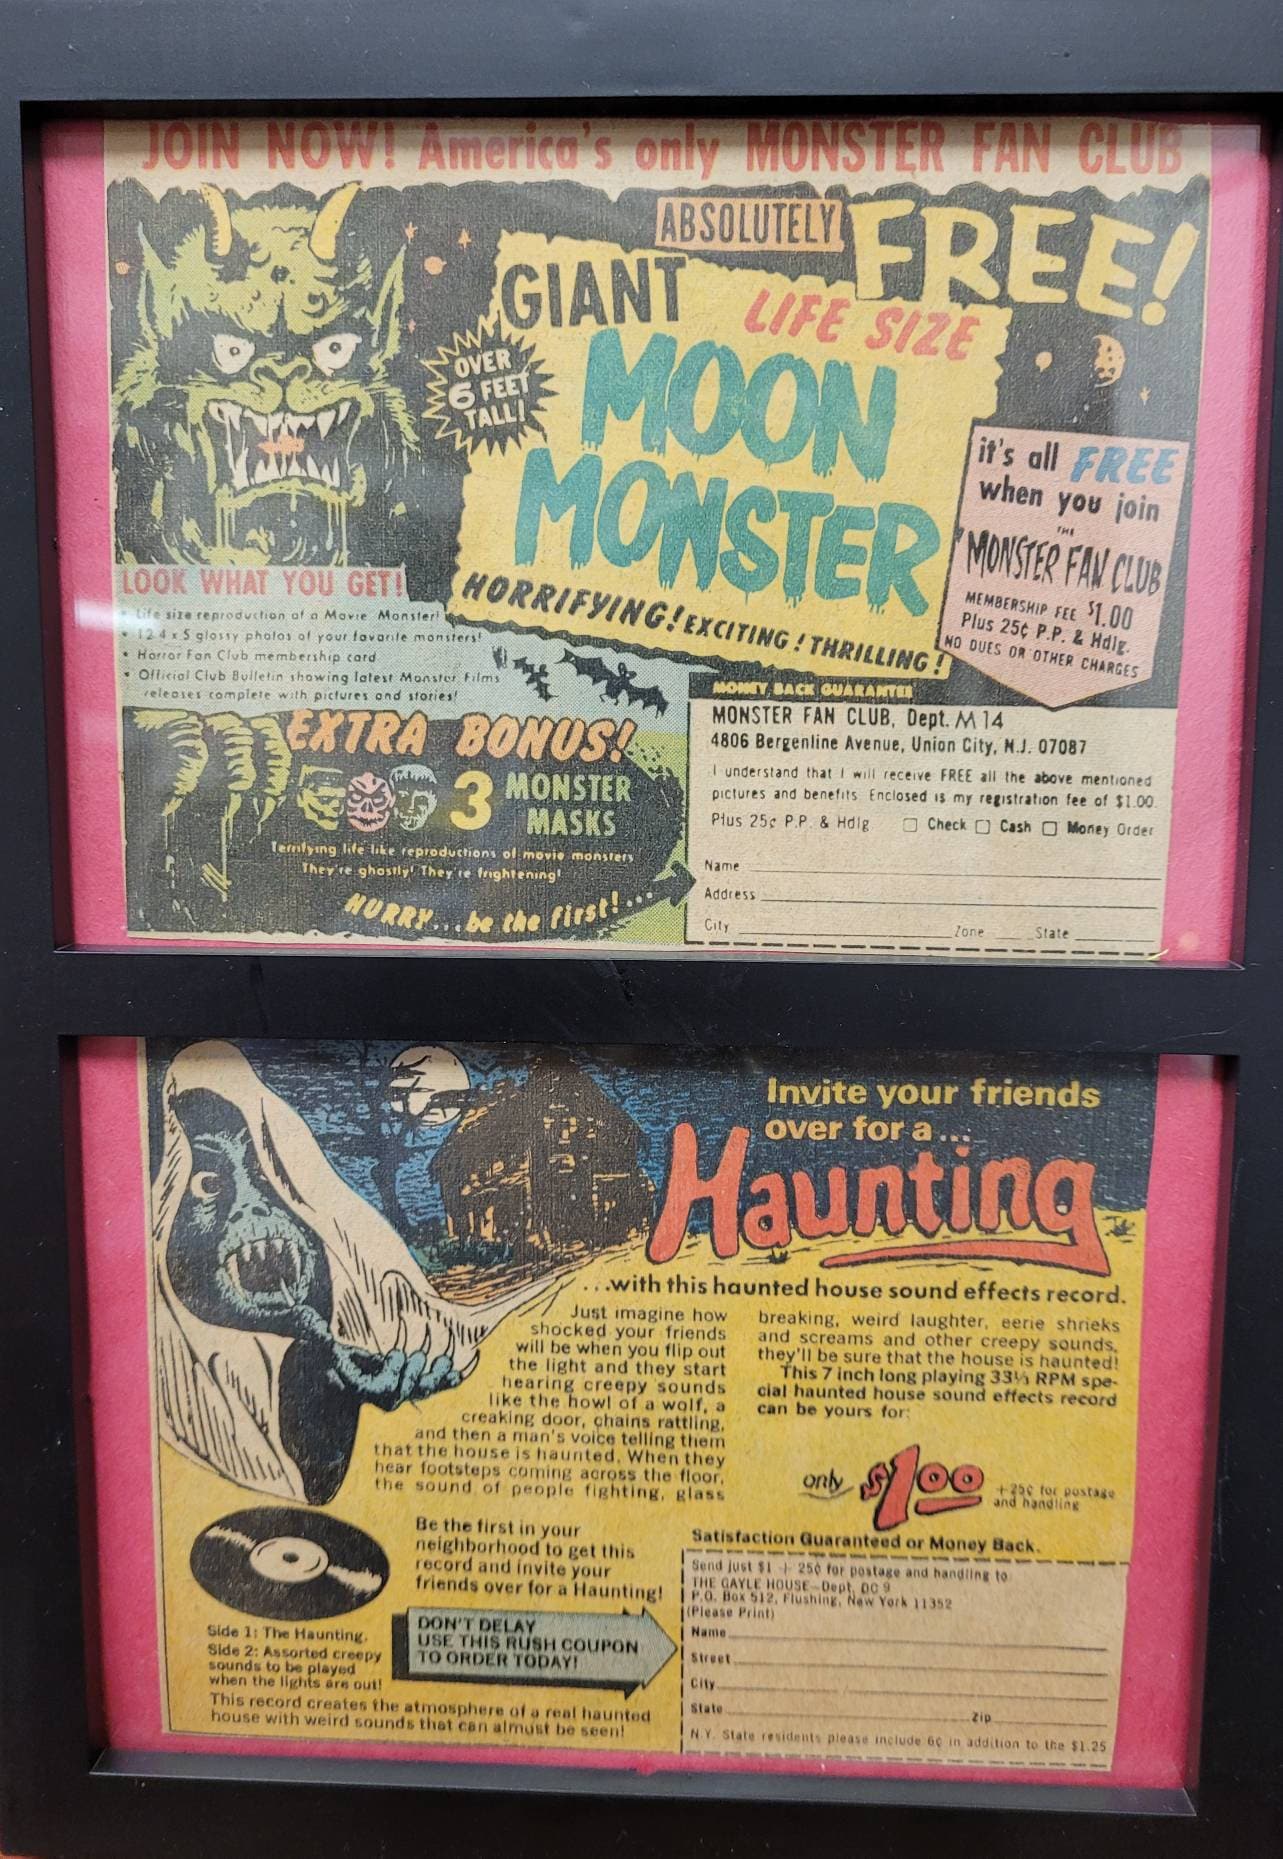 JOIN NOW! America's only MONSTER FAN CLUB
ABSOLUTELY FREE!
GIANT
LIFE SIZE
MOON
MONSTER
OVER
6 FEET
TALL!
HORRIFYING! EXCITING! THRILLING!
it's all FREE
when you join
THE
MONSTER FAN CLUB
MEMBERSHIP FEE $1.00
Plus 25¢ P.P. & Hdlg.
NO DUES OR OTHER CHARGES
LOOK WHAT YOU GET!
• Life size reproduction of a Movie Monster!
• 12 4 x 5 glossy photos of your favorite monsters!
• Horror Fan Club membership card
• Official Club Bulletin showing latest Monster Films
releases complete with pictures and stories!
EXTRA BONUS!
3 MONSTER
MASKS
Terrifying life like reproductions of movie monsters
They're ghostly! They're frightening!
HURRY... be the first!...
MONEY BACK GUARANTEE
MONSTER FAN CLUB, Dept. M 14
4806 Bergenline Avenue, Union City, N.J. 07087
I understand that I will receive FREE all the above mentioned
pictures and benefits. Enclosed is my registration fee of $1.00.
Plus 25¢ P.P. & Hdlg □ Check □ Cash □ Money Order
Name
Address
City Zone State
Invite your friends
over for a...
Haunting
...with this haunted house sound effects record.
Just imagine how
shocked your friends
will be when you flip out
the light and they start
hearing creepy sounds
like the howl of a wolf, a
creaking door, chains rattling,
and then a man's voice telling them
that the house is haunted. When they
hear footsteps coming across the floor,
the sound of people fighting, glass
breaking, weird laughter, eerie shrieks
and screams and other creepy sounds,
they'll be sure that the house is haunted!
This 7 inch long playing 33⅓ RPM spe-
cial haunted house sound effects record
can be yours for:
only $1.00 +25¢ for postage
and handling
Satisfaction Guaranteed or Money Back.
Be the first in your
neighborhood to get this
record and invite your
friends over for a Haunting!
DON'T DELAY
USE THIS RUSH COUPON
TO ORDER TODAY!
Side 1: The Haunting.
Side 2: Assorted creepy
sounds to be played
when the lights are out!
This record creates the atmosphere of a real haunted
house with weird sounds that can almost be seen!
Send just $1 + 25¢ for postage and handling to
THE GAYLE HOUSE—Dept. DC 9
P.O. Box 512, Flushing, New York 11352
(Please Print)
Name
Street
City
State Zip
N.Y. State residents please include 6¢ in addition to the $1.25